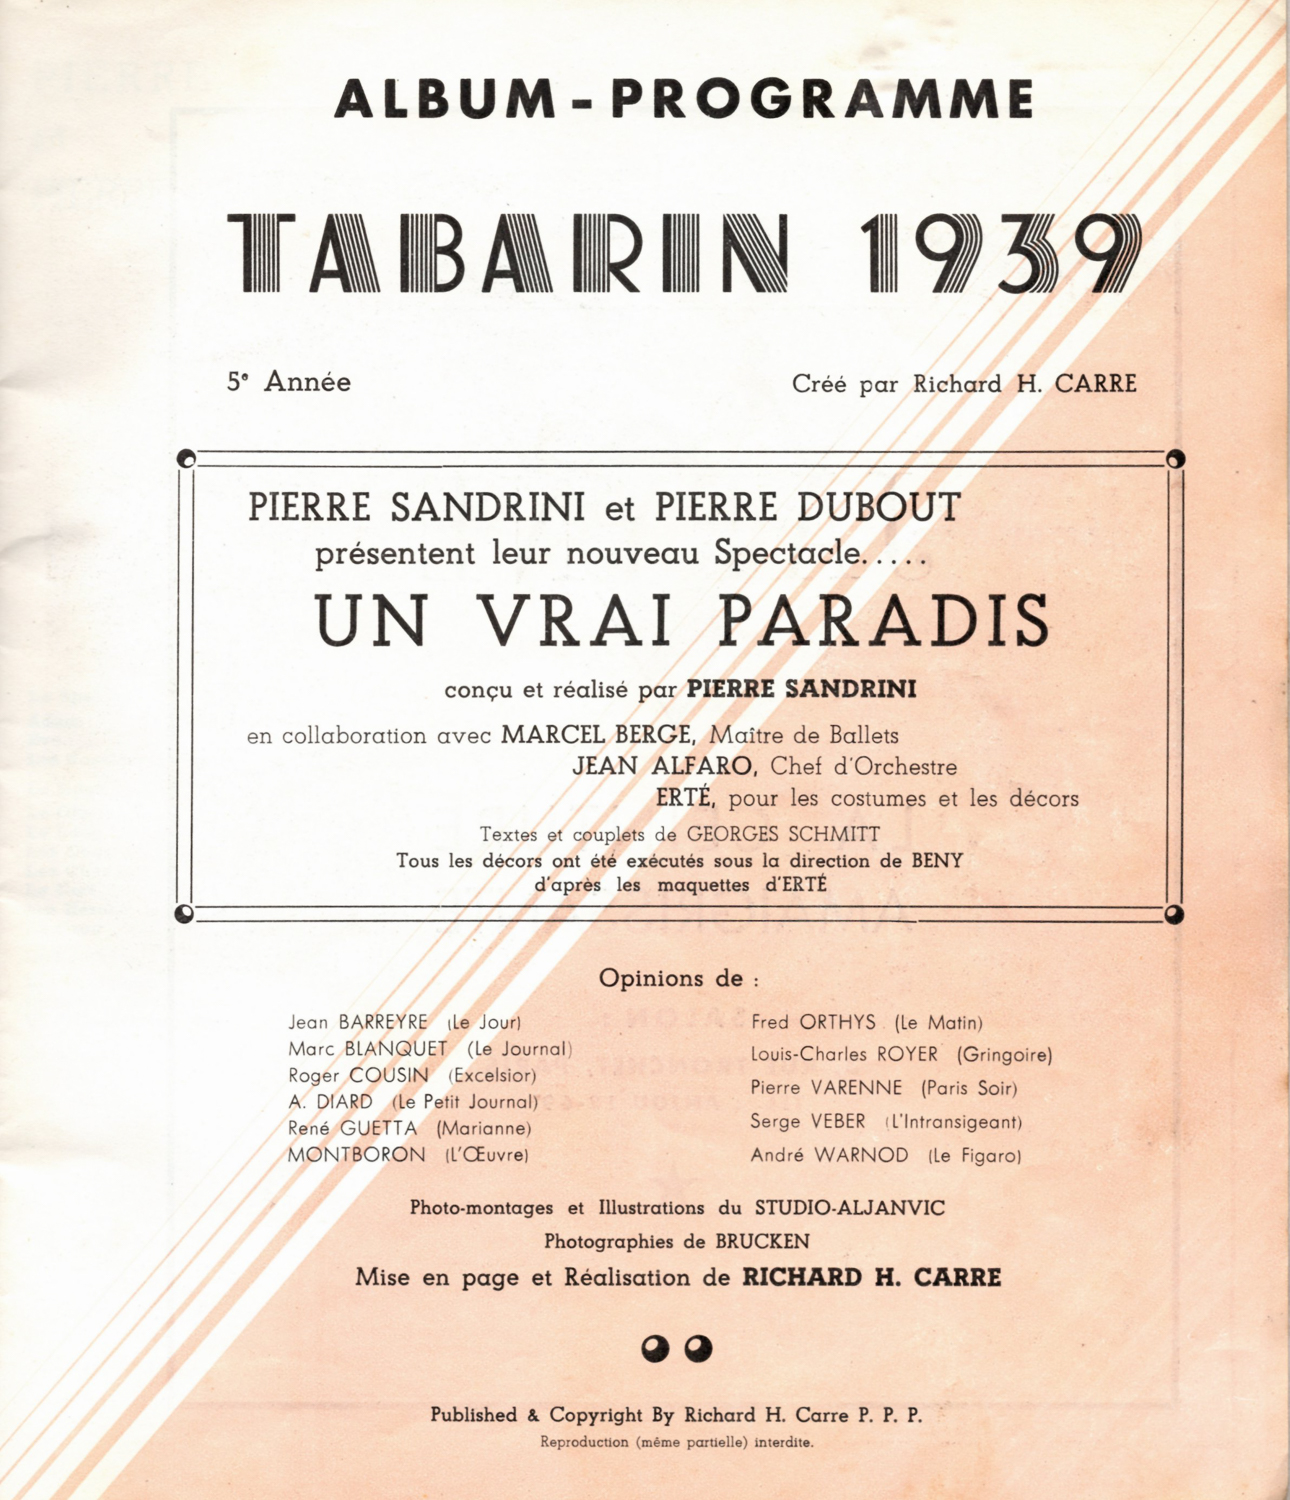 ALBUM-PROGRAMME
TABARIN 1939
5e Année
Créé par Richard H. CARRE
PIERRE SANDRINI et PIERRE DUBOUT
présentent leur nouveau Spectacle.....
UN VRAI PARADIS
conçu et réalisé par PIERRE SANDRINI
en collaboration avec MARCEL BERGE, Maître de Ballets
JEAN ALFARO, Chef d'Orchestre
ERTÉ, pour les costumes et les décors
Textes et couplets de GEORGES SCHMITT
Tous les décors ont été exécutés sous la direction de BENY
d'après les maquettes d'ERTÉ
Opinions de :
Jean BARREYRE (Le Jour)
Marc BLANQUET (Le Journal)
Roger COUSIN (Excelsior)
A. DIARD (Le Petit Journal)
René GUETTA (Marianne)
MONTBORON (L'Œuvre)
Fred ORTHYS (Le Matin)
Louis-Charles ROYER (Gringoire)
Pierre VARENNE (Paris Soir)
Serge VEBER (L'Intransigeant)
André WARNOD (Le Figaro)
Photo-montages et Illustrations du STUDIO-ALJANVIC
Photographies de BRUCKEN
Mise en page et Réalisation de RICHARD H. CARRE
Published & Copyright By Richard H. Carre P. P. P.
Reproduction (même partielle) interdite.